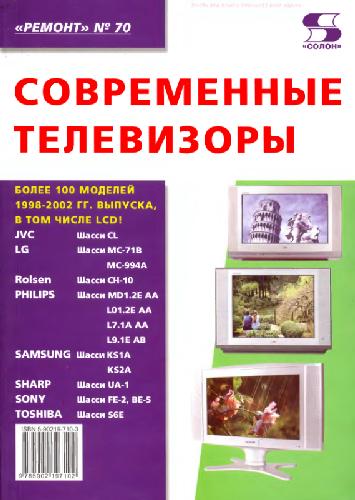 «РЕМОНТ» № 70
«СОЛОН»
СОВРЕМЕННЫЕ
ТЕЛЕВИЗОРЫ
БОЛЕЕ 100 МОДЕЛЕЙ
1998-2002 ГГ. ВЫПУСКА,
В ТОМ ЧИСЛЕ LCD!
JVC Шасси CL
LG Шасси MC-71B
MC-994A
Rolsen Шасси CH-10
PHILIPS Шасси MD1.2E AA
L01.2E AA
L7.1A AA
L9.1E AB
SAMSUNG Шасси KS1A
KS2A
SHARP Шасси UA-1
SONY Шасси FE-2, BE-5
TOSHIBA Шасси S6E